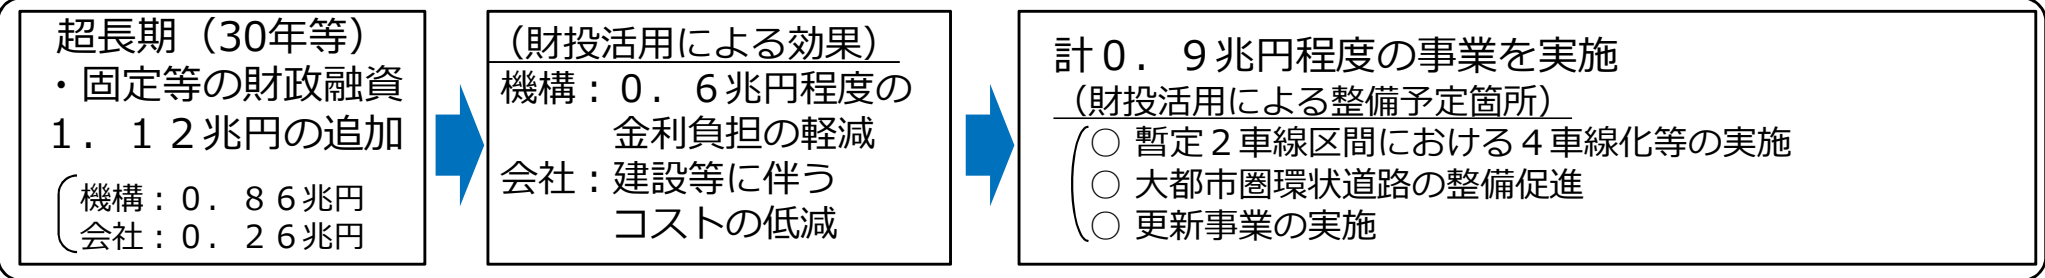 超長期（30年等）
・固定等の財政融資
１．１２兆円の追加
機構：０．８６兆円
会社：０．２６兆円
（財投活用による効果）
機構：０．６兆円程度の
金利負担の軽減
会社：建設等に伴う
コストの低減
計０．９兆円程度の事業を実施
（財投活用による整備予定箇所）
○ 暫定２車線区間における４車線化等の実施
○ 大都市圏環状道路の整備促進
○ 更新事業の実施